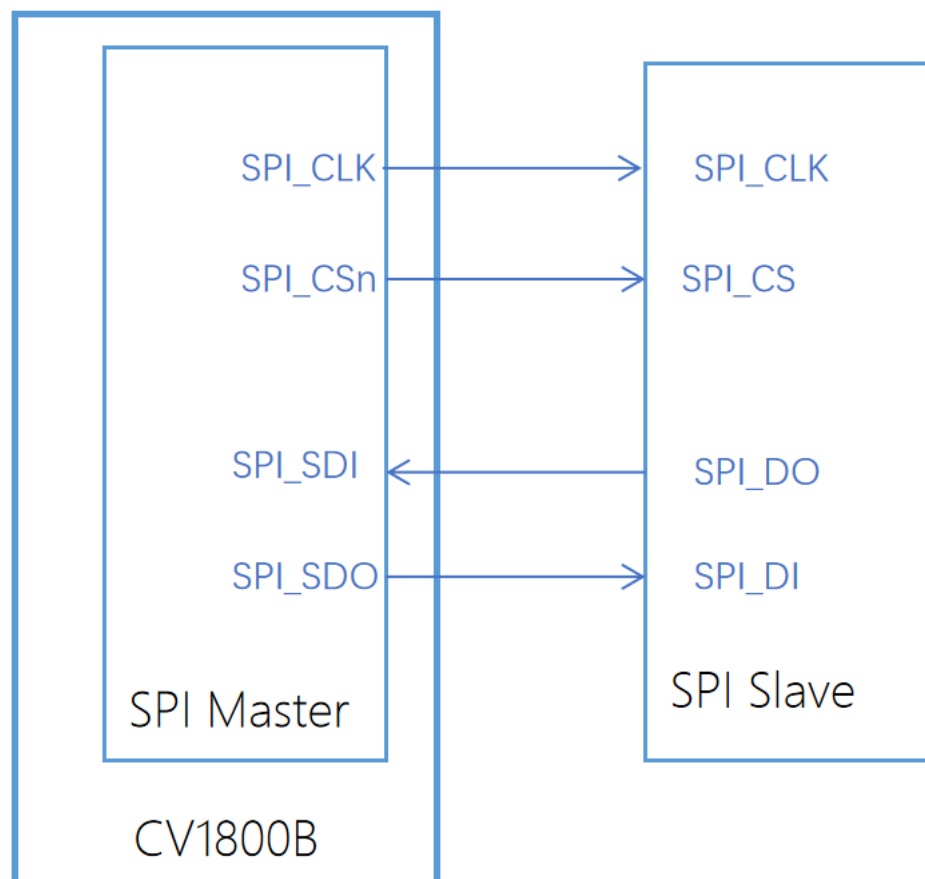 SPI_CLK
SPI_CLK
SPI_CSn
SPI_CS
SPI_SDI
SPI_DO
SPI_SDO
SPI_DI
SPI Master
SPI Slave
CV1800B